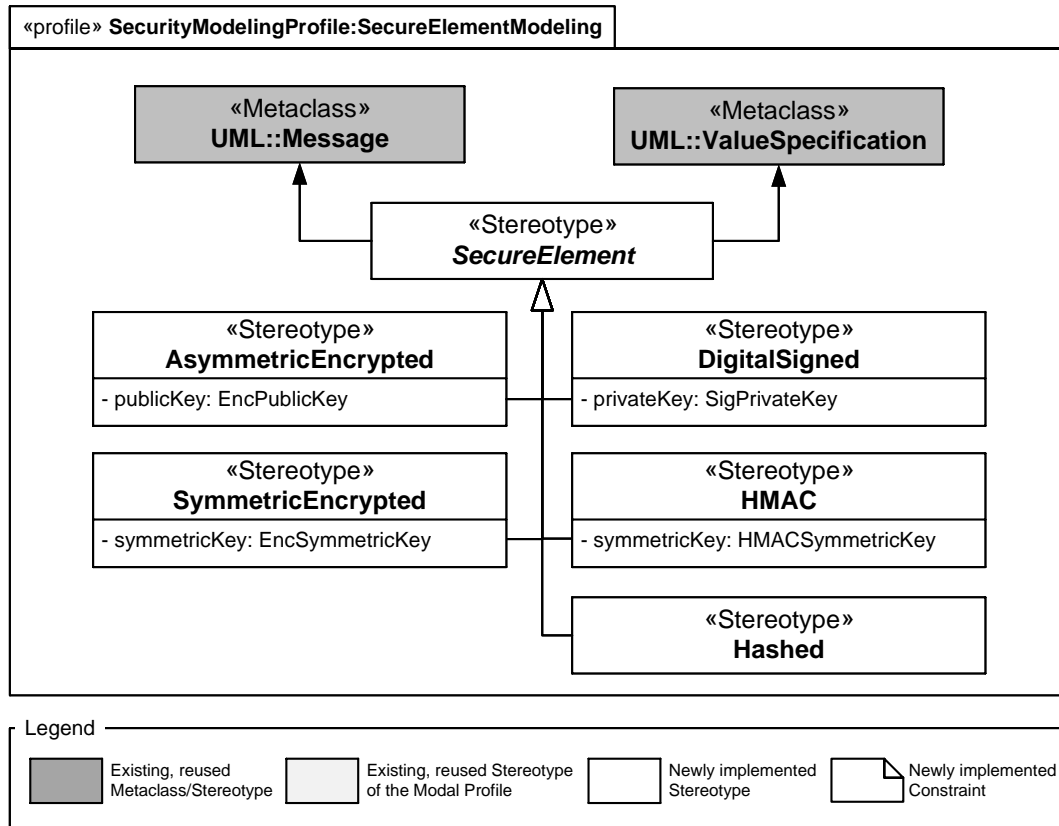 «profile» SecurityModelingProfile:SecureElementModeling
«Metaclass»
UML::Message
«Metaclass»
UML::ValueSpecification
«Stereotype»
SecureElement
«Stereotype»
AsymmetricEncrypted
- publicKey: EncPublicKey
«Stereotype»
DigitalSigned
- privateKey: SigPrivateKey
«Stereotype»
SymmetricEncrypted
- symmetricKey: EncSymmetricKey
«Stereotype»
HMAC
- symmetricKey: HMACSymmetricKey
«Stereotype»
Hashed
Legend
Existing, reused
Metaclass/Stereotype
Existing, reused Stereotype
of the Modal Profile
Newly implemented
Stereotype
Newly implemented
Constraint